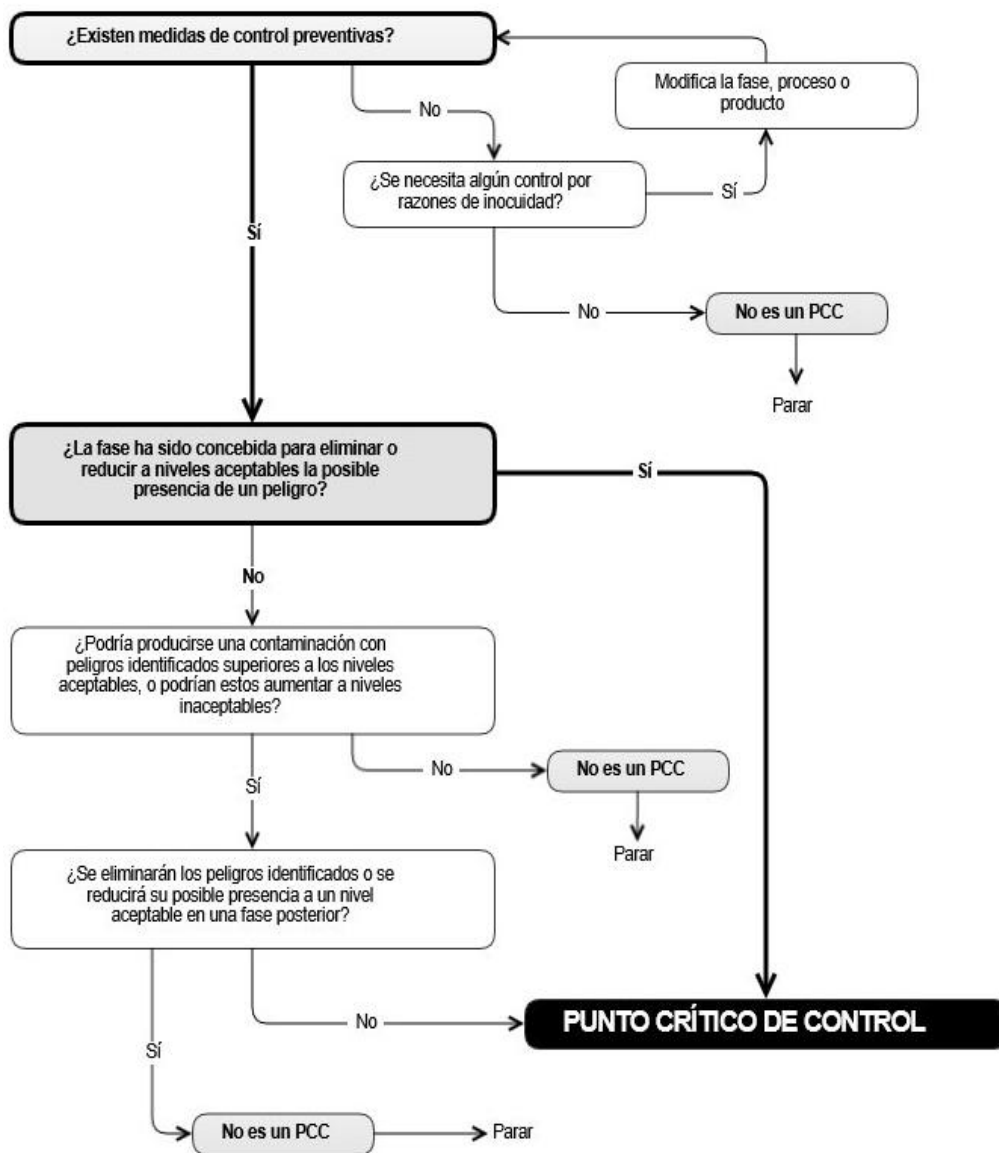 ¿Existen medidas de control preventivas?
Modifica la fase, proceso o
producto
No
¿Se necesita algún control por
razones de inocuidad?
Sí
Sí
No
No es un PCC
Parar
¿La fase ha sido concebida para eliminar o
reducir a niveles aceptables la posible
presencia de un peligro?
Sí
No
¿Podría producirse una contaminación con
peligros identificados superiores a los niveles
aceptables, o podrían estos aumentar a niveles
inaceptables?
No
No es un PCC
Sí
Parar
¿Se eliminarán los peligros identificados o se
reducirá su posible presencia a un nivel
aceptable en una fase posterior?
No
PUNTO CRÍTICO DE CONTROL
Sí
No es un PCC
Parar